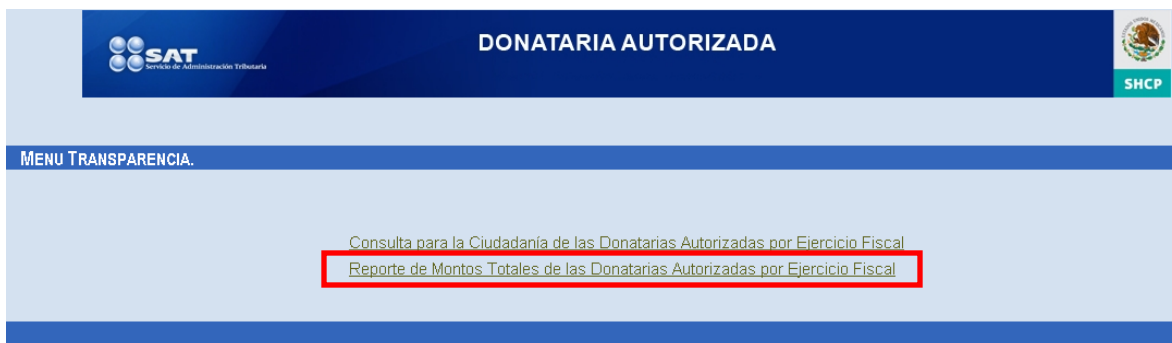 SAT
Servicio de Administración Tributaria
DONATARIA AUTORIZADA
SHCP
MENU TRANSPARENCIA.
Consulta para la Ciudadanía de las Donatarias Autorizadas por Ejercicio Fiscal
Reporte de Montos Totales de las Donatarias Autorizadas por Ejercicio Fiscal